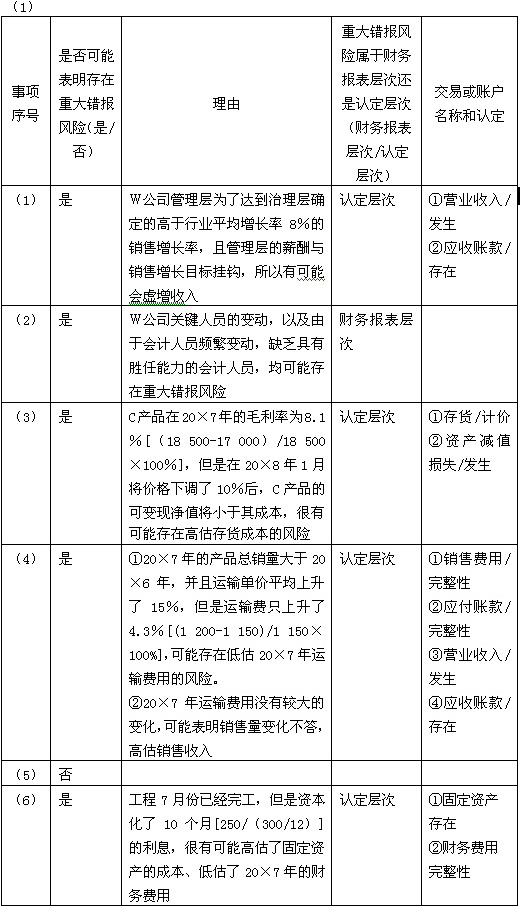 （1）
事项
序号
是否可能
表明存在
重大错报
风险(是/
否)
理由
重大错报风
险属于财务
报表层次还
是认定层次
（财务报表
层次/认定
层次）
交易或账户
名称和认定
（1）
是
W公司管理层为了达到治理层确
定的高于行业平均增长率 8%的
销售增长率，且管理层的薪酬与
销售增长目标挂钩，所以有可能
会虚增收入
认定层次
①营业收入/
发生
②应收账款/
存在
（2）
是
W公司关键人员的变动，以及由
于会计人员频繁变动，缺乏具有
胜任能力的会计人员，均可能存
在重大错报风险
财务报表层
次
（3）
是
C产品在20×7年的毛利率为8.1
%[（18 500-17 000）/18 500
×100%]，但是在20×8年1月
将价格下调了10%后，C产品的
可变现净值将小于其成本，很有
可能存在高估存货成本的风险
认定层次
①存货/计价
②资产减值
损失/发生
（4）
是
①20×7年的产品总销量大于20
×6年，并且运输单价平均上升
了 15%，但是运输费只上升了
4.3%[(1 200-1 150)/1 150×
100%]，可能存在低估20×7年运
输费用的风险。
②20×7 年运输费用没有较大的
变化，可能表明销售量变化不答，
高估销售收入
认定层次
①销售费用/
完整性
②应付账款/
完整性
③营业收入/
发生
④应收账款/
存在
（5）
否
（6）
是
工程7月份已经完工，但是资本
化了 10 个月[250/（300/12）]
的利息，很有可能高估了固定资
产的成本、低估了20×7年的财
务费用
认定层次
①固定资产
存在
②财务费用
完整性